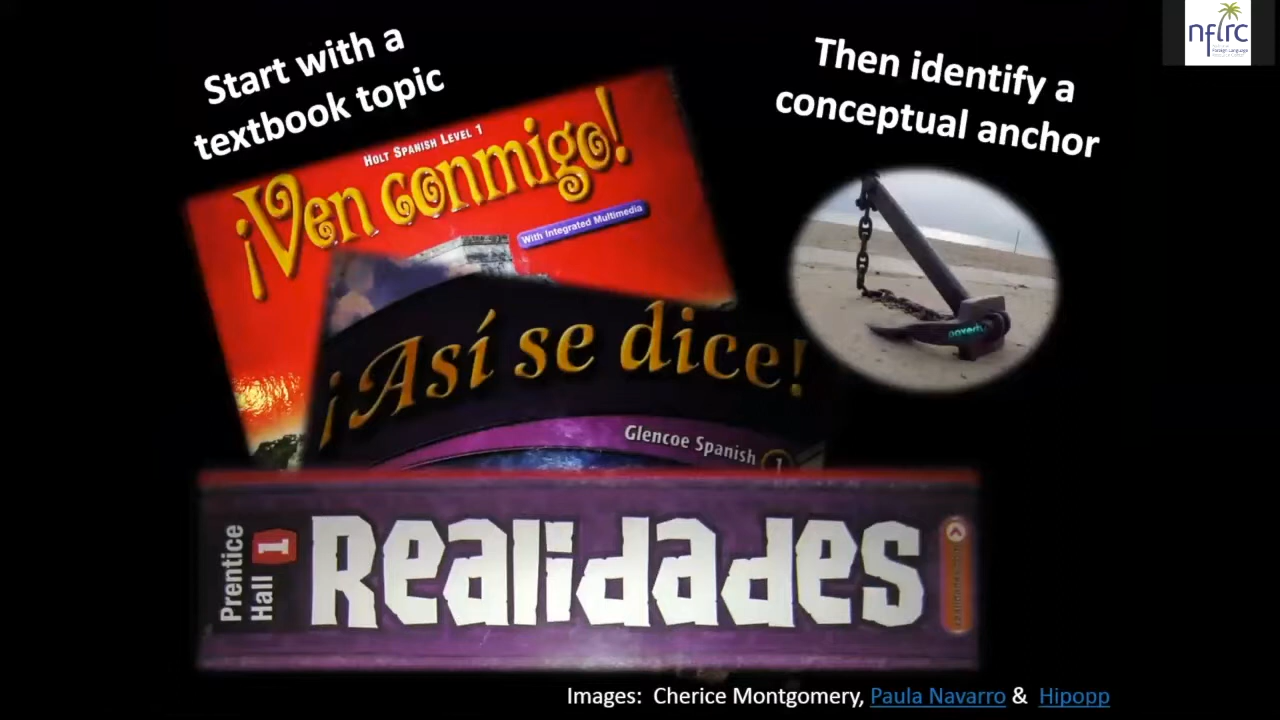 Start with a
textbook topic
Then identify a
conceptual anchor
nflrc
Holt Spanish Level 1
¡Ven conmigo!
With Integrated Multimedia
¡Así se dice!
Glencoe Spanish 1
Prentice
Hall 1
Realidades
Images: Cherice Montgomery, Paula Navarro & Hipopp